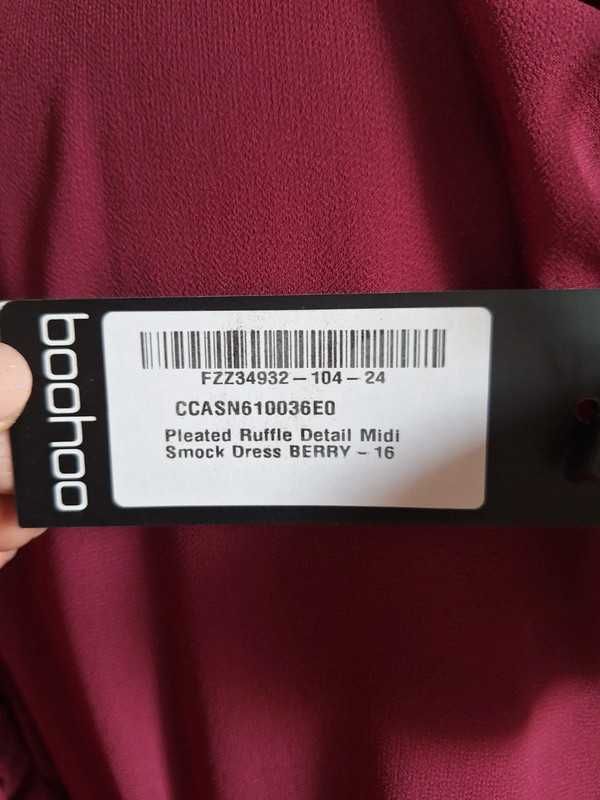 boohoo
FZZ34932-104-24
CCASN610036E0
Pleated Ruffle Detail Midi
Smock Dress BERRY - 16